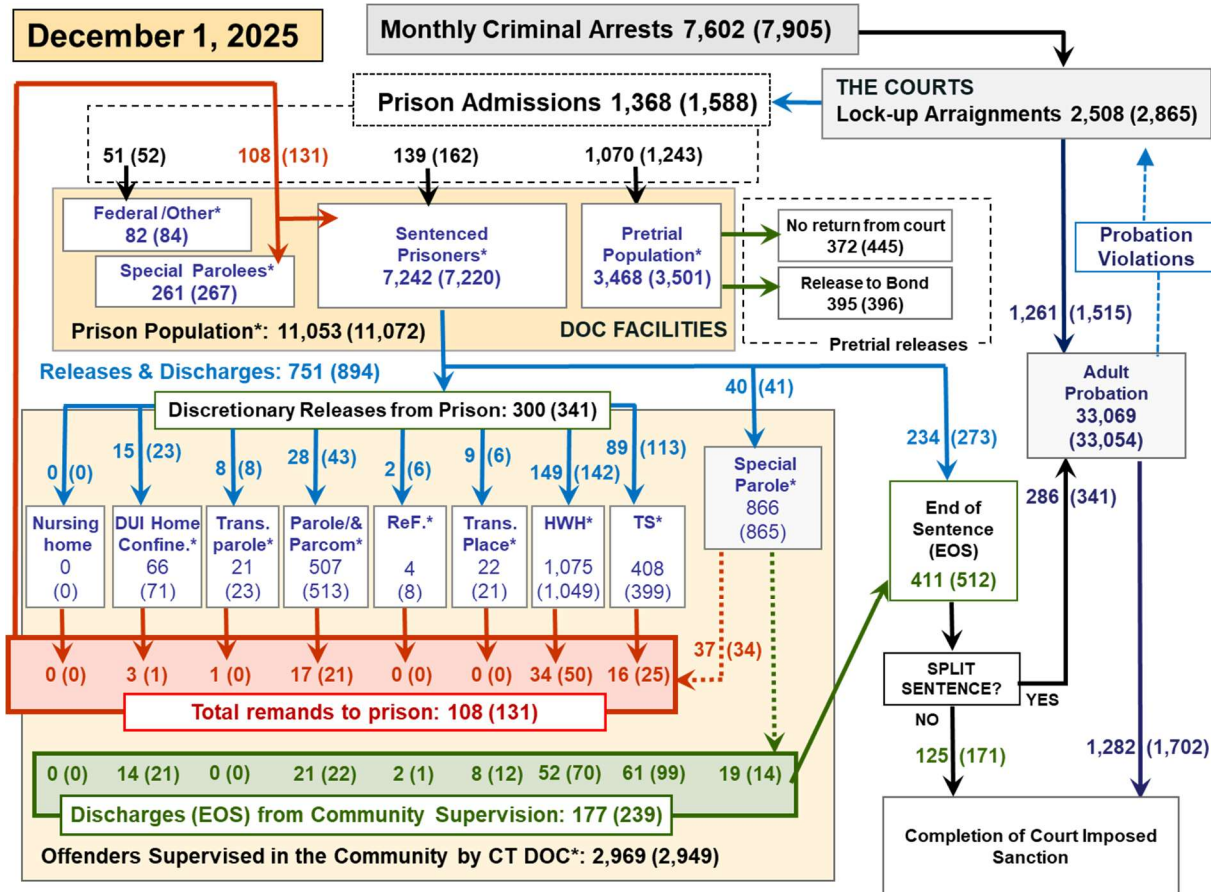 December 1, 2025
Monthly Criminal Arrests 7,602 (7,905)
THE COURTS
Lock-up Arraignments 2,508 (2,865)
Prison Admissions 1,368 (1,588)
51 (52)
108 (131)
139 (162)
1,070 (1,243)
Federal /Other*
82 (84)
Special Parolees*
261 (267)
Sentenced
Prisoners*
7,242 (7,220)
Pretrial
Population*
3,468 (3,501)
No return from court
372 (445)
Release to Bond
395 (396)
Pretrial releases
Prison Population*: 11,053 (11,072)
DOC FACILITIES
Probation
Violations
1,261 (1,515)
Adult
Probation
33,069
(33,054)
Releases & Discharges: 751 (894)
40 (41)
234 (273)
286 (341)
Discretionary Releases from Prison: 300 (341)
0 (0)
15 (23)
8 (8)
28 (43)
2 (6)
9 (6)
149 (142)
89 (113)
Nursing
home
0
(0)
DUI Home
Confine.*
66
(71)
Trans.
parole*
21
(23)
Parole/&
Parcom*
507
(513)
ReF.*
4
(8)
Trans.
Place*
22
(21)
HWH*
1,075
(1,049)
TS*
408
(399)
Special
Parole*
866
(865)
End of
Sentence
(EOS)
411 (512)
0 (0)
3 (1)
1 (0)
17 (21)
0 (0)
0 (0)
34 (50)
16 (25)
37 (34)
Total remands to prison: 108 (131)
SPLIT
SENTENCE?
YES
NO
125 (171)
1,282 (1,702)
0 (0)
14 (21)
0 (0)
21 (22)
2 (1)
8 (12)
52 (70)
61 (99)
19 (14)
Discharges (EOS) from Community Supervision: 177 (239)
Offenders Supervised in the Community by CT DOC*: 2,969 (2,949)
Completion of Court Imposed
Sanction